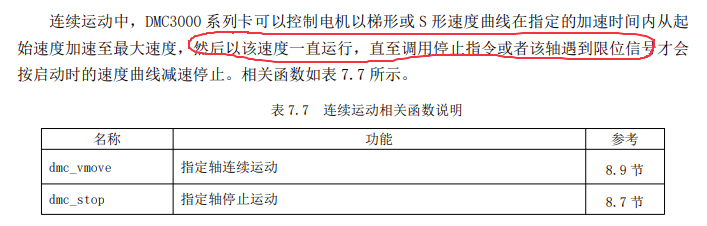 连续运动中，DMC3000 系列卡可以控制电机以梯形或 S 形速度曲线在指定的加速时间内从起
始速度加速至最大速度，然后以该速度一直运行，直至调用停止指令或者该轴遇到限位信号才会
按启动时的速度曲线减速停止。相关函数如表 7.7 所示。
表 7.7 连续运动相关函数说明
名称 功能 参考
dmc_vmove 指定轴连续运动 8.9 节
dmc_stop 指定轴停止运动 8.7 节